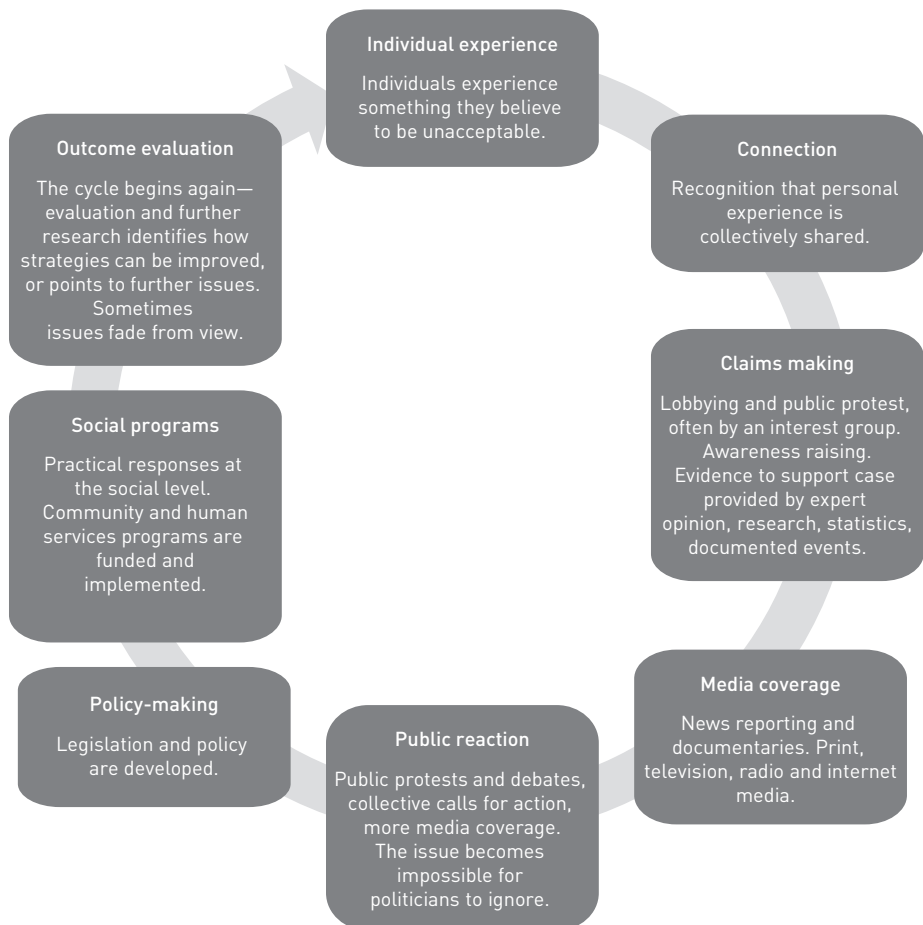 Individual experience
Individuals experience
something they believe
to be unacceptable.
Connection
Recognition that personal
experience is
collectively shared.
Claims making
Lobbying and public protest,
often by an interest group.
Awareness raising.
Evidence to support case
provided by expert
opinion, research, statistics,
documented events.
Media coverage
News reporting and
documentaries. Print,
television, radio and internet
media.
Public reaction
Public protests and debates,
collective calls for action,
more media coverage.
The issue becomes
impossible for
politicians to ignore.
Policy-making
Legislation and policy
are developed.
Social programs
Practical responses at
the social level.
Community and human
services programs are
funded and
implemented.
Outcome evaluation
The cycle begins again—
evaluation and further
research identifies how
strategies can be improved,
or points to further issues.
Sometimes
issues fade from view.